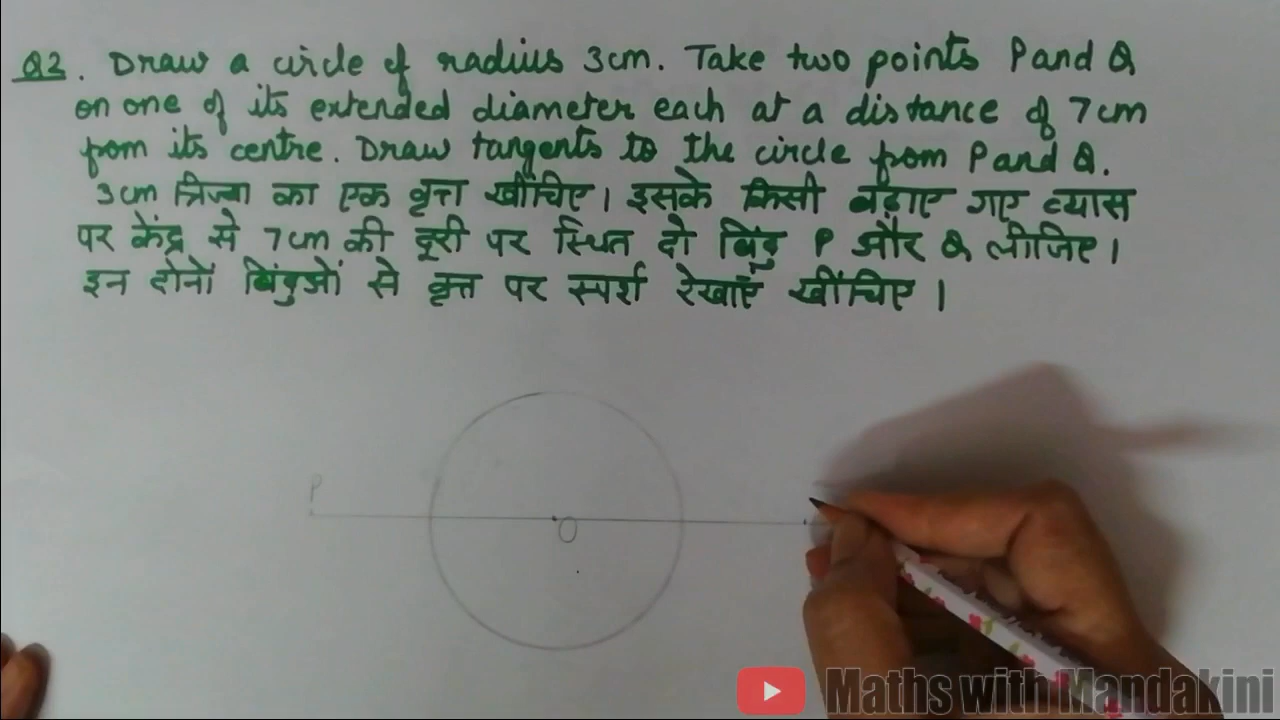 Q2. Draw a circle of radius 3cm. Take two points P and Q
on one of its extended diameter each at a distance of 7cm
from its centre. Draw tangents to the circle from P and Q.
3cm त्रिज्या का एक वृत्त खींचिए। इसके किसी बढ़ाए गए व्यास
पर केंद्र से 7cm की दूरी पर स्थित दो बिंदु P और Q लीजिए।
इन दोनों बिंदुओं से वृत्त पर स्पर्श रेखाएँ खींचिए।
P
O
Maths with Mandakini